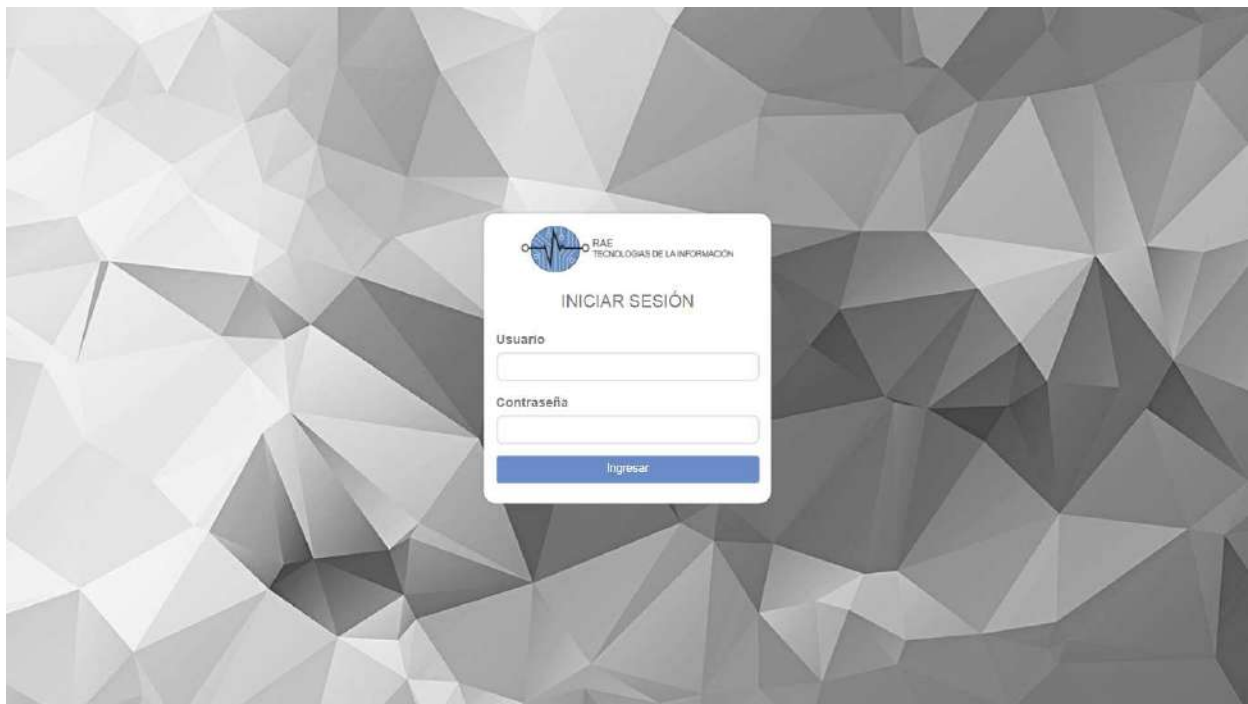 RAE
TECNOLOGIAS DE LA INFORMACIÓN
INICIAR SESIÓN
Usuario
Contraseña
Ingresar